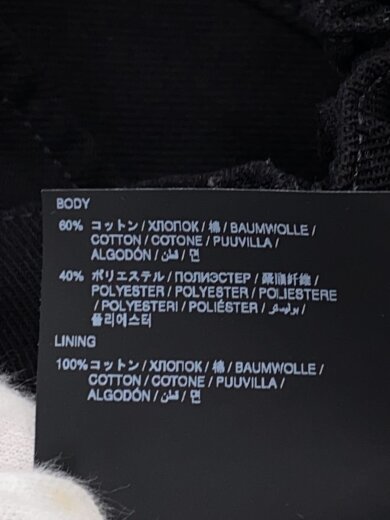 BODY
60% コットン / ХЛОПОК / 棉 / BAUMWOLLE /
COTTON / COTONE / PUUVILLA /
ALGODÓN / قطن / 면
40% ポリエステル / ПОЛИЭСТЕР / 聚酯纤维 /
POLYESTER / POLYESTER / POLIESTERE
/ POLYESTERI / POLIÉSTER / بوليستر /
폴리에스터
LINING
100% コットン / ХЛОПОК / 棉 / BAUMWOLLE /
COTTON / COTONE / PUUVILLA /
ALGODÓN / قطن / 면